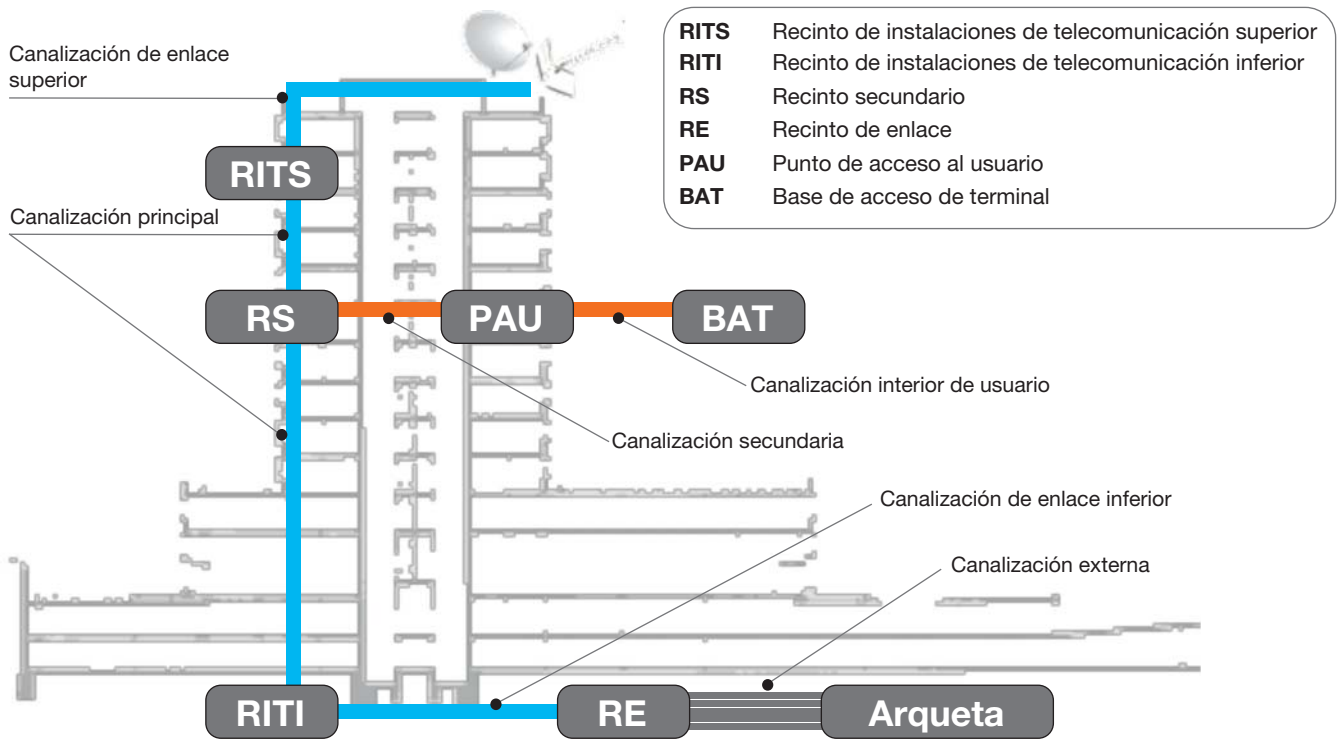 Canalización de enlace
superior
RITS Recinto de instalaciones de telecomunicación superior
RITI Recinto de instalaciones de telecomunicación inferior
RS Recinto secundario
RE Recinto de enlace
PAU Punto de acceso al usuario
BAT Base de acceso de terminal
RITS
Canalización principal
RS
PAU
BAT
Canalización interior de usuario
Canalización secundaria
Canalización de enlace inferior
Canalización externa
RITI
RE
Arqueta